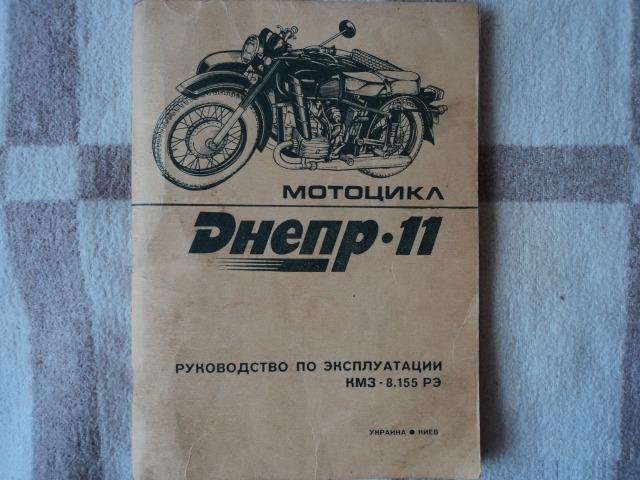 МОТОЦИКЛ
Днепр·11
РУКОВОДСТВО ПО ЭКСПЛУАТАЦИИ
КМЗ-8.155 РЭ
УКРАИНА ● КИЕВ